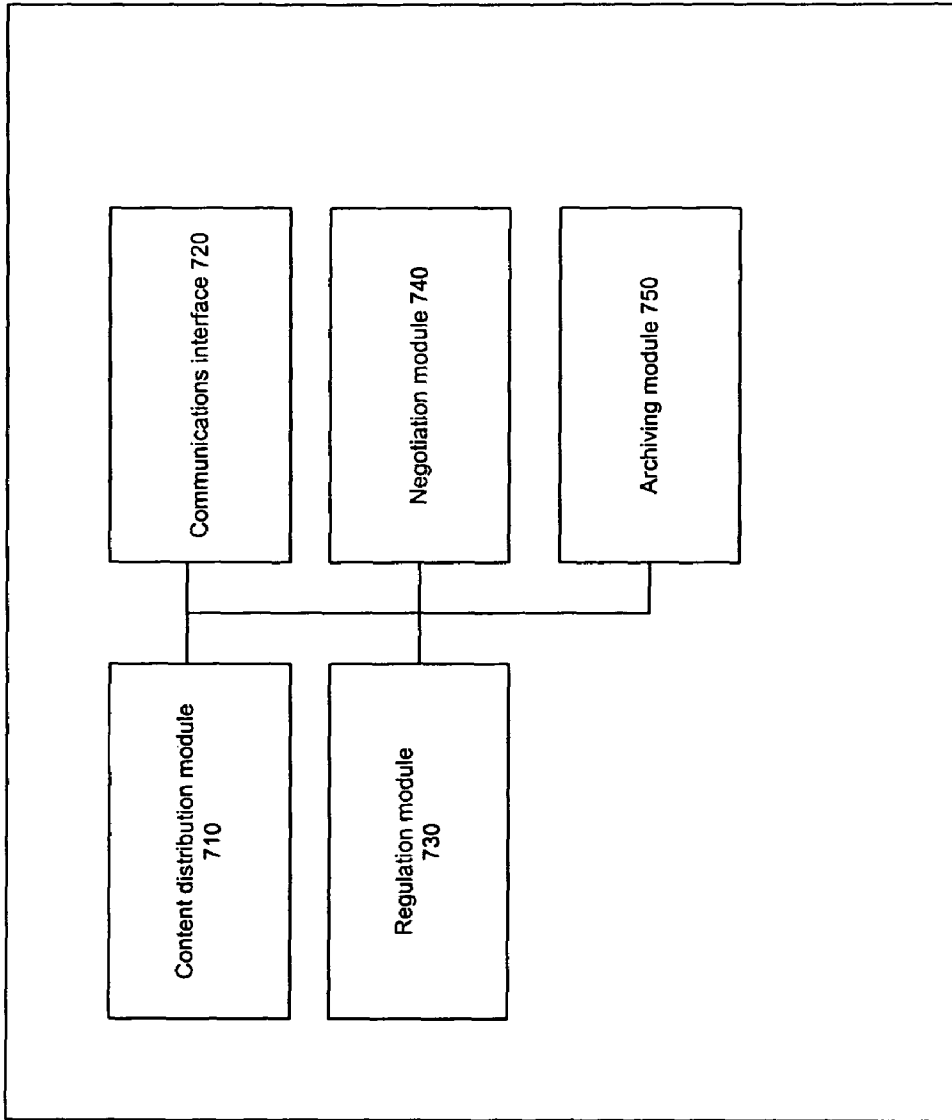 Content distribution module
710
Communications interface 720
Regulation module
730
Negotiation module 740
Archiving module 750